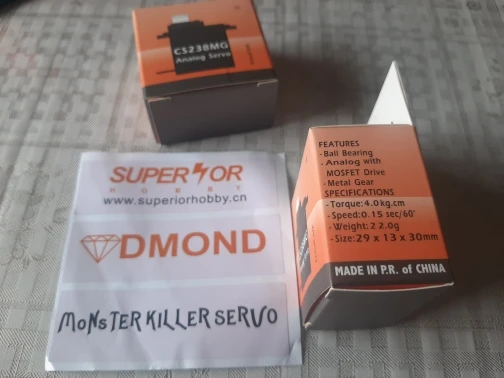 CS238MG
Analog Servo
SUPERIOR
HOBBY
www.superiorhobby.cn
DMOND
MONSTER KILLER SERVO
FEATURES
-Ball Bearing
-Analog with
MOSFET Drive
-Metal Gear
SPECIFICATIONS
-Torque:4.0kg.cm
-Speed:0.15 sec/60°
-Weight:22.0g
-Size:29 x 13 x 30mm
MADE IN P.R. of CHINA